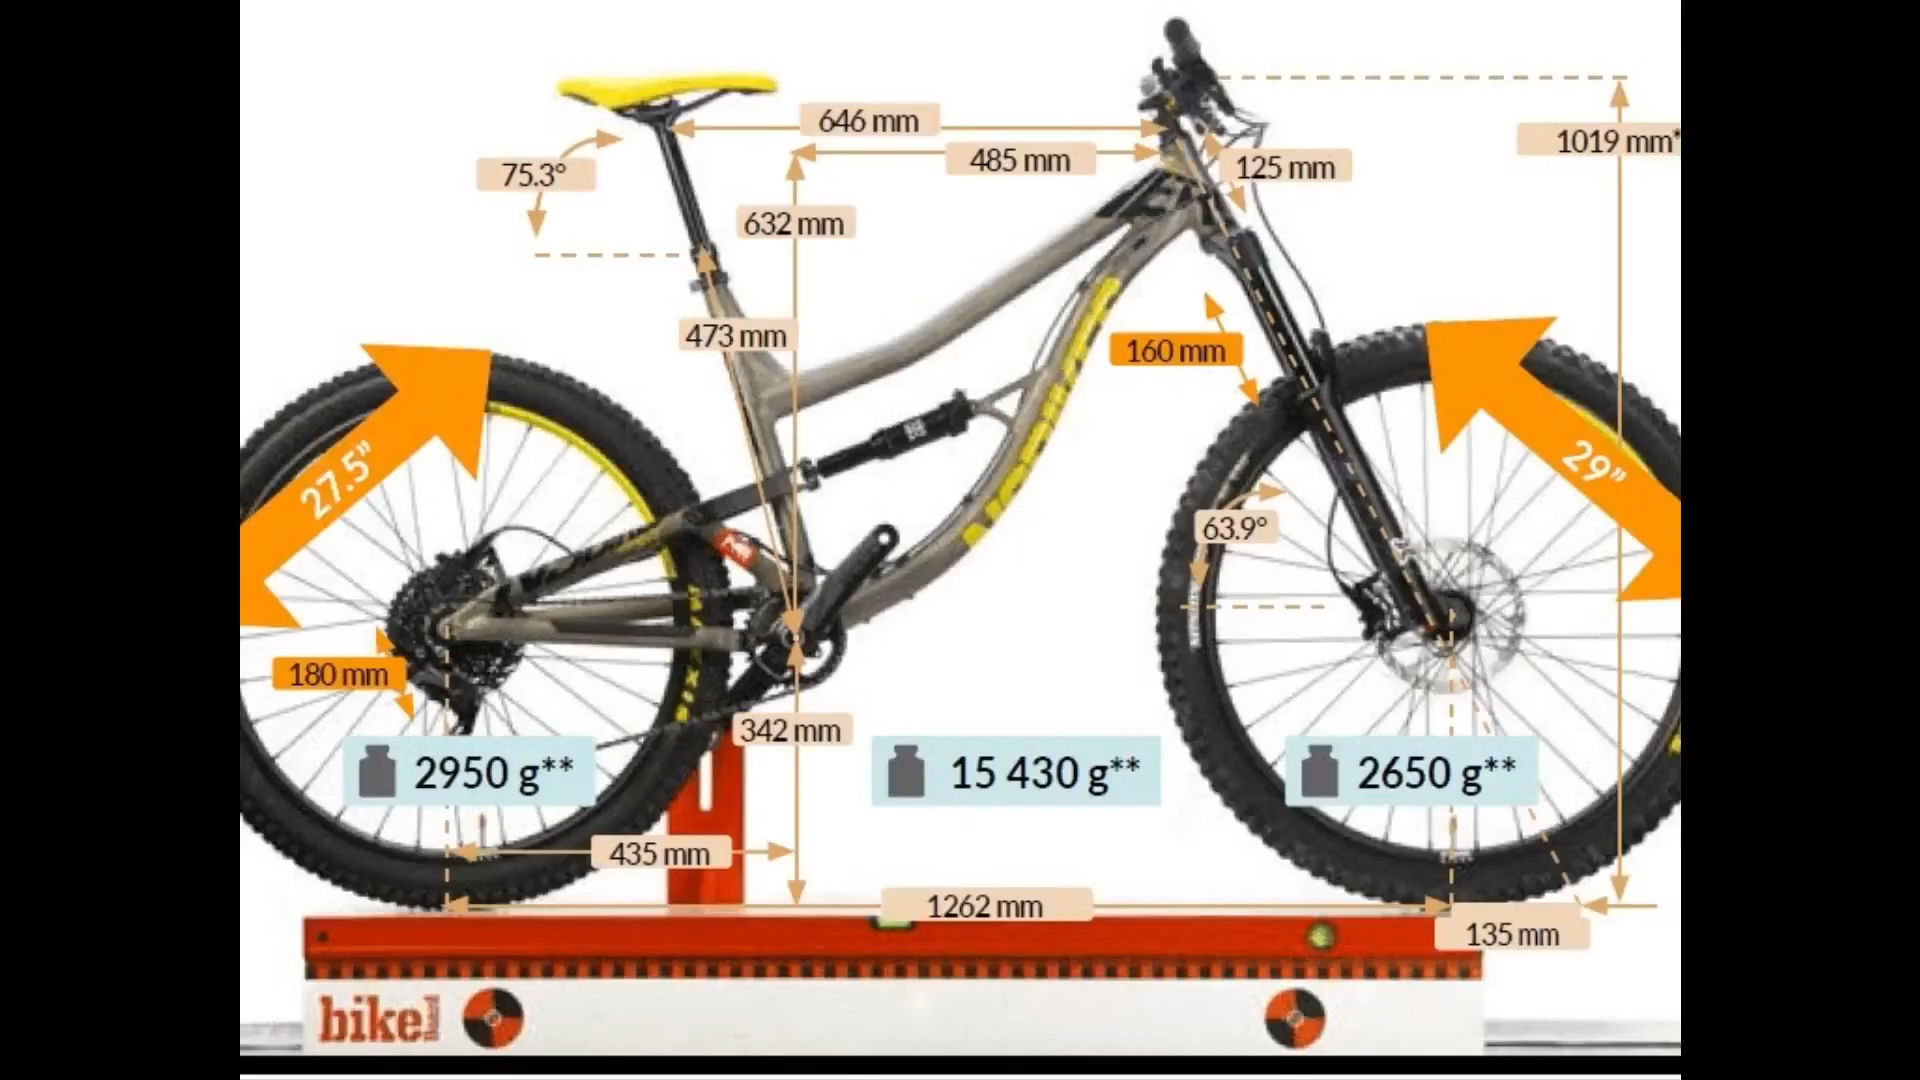 646 mm
1019 mm*
485 mm
125 mm
75.3°
632 mm
473 mm
160 mm
27.5”
29”
63.9°
180 mm
342 mm
2950 g**
15 430 g**
2650 g**
435 mm
1262 mm
135 mm
bike